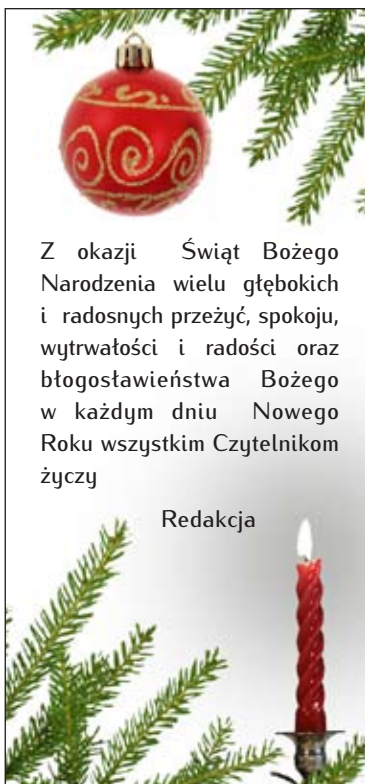 Z okazji Świąt Bożego
Narodzenia wielu głębokich
i radosnych przeżyć, spokoju,
wytrwałości i radości oraz
błogosławieństwa Bożego
w każdym dniu Nowego
Roku wszystkim Czytelnikom
życzy
Redakcja